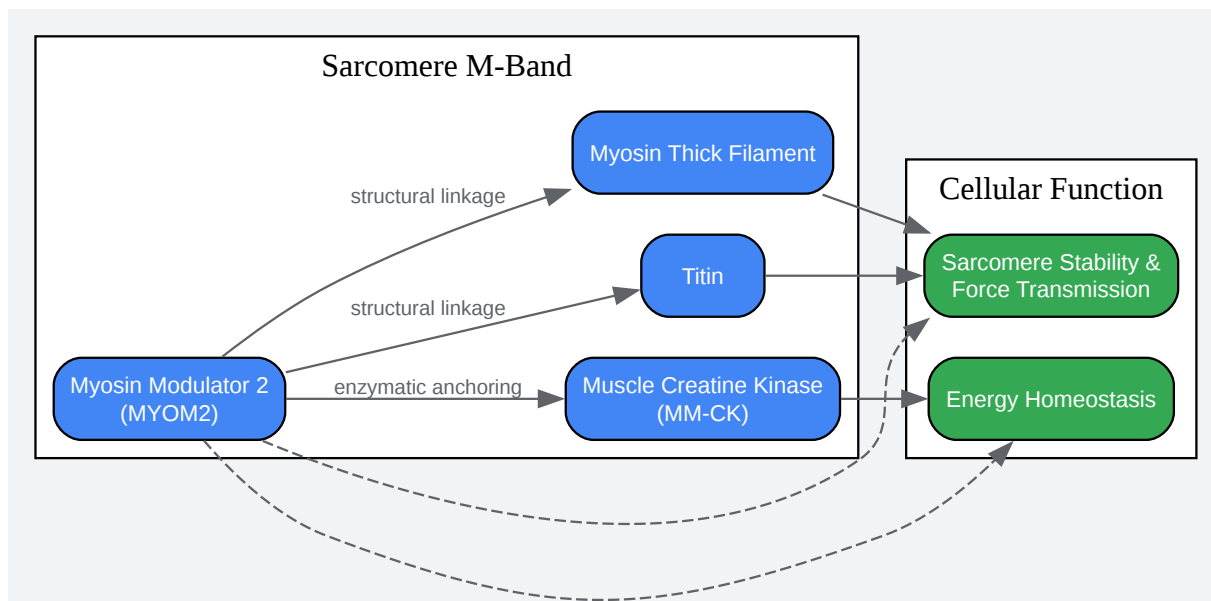 Sarcomere M-Band
Myosin Thick Filament
structural linkage
Cellular Function
Sarcomere Stability &
Force Transmission
Titin
structural linkage
Myosin Modulator 2
(MYOM2)
enzymatic anchoring
Muscle Creatine Kinase
(MM-CK)
Energy Homeostasis